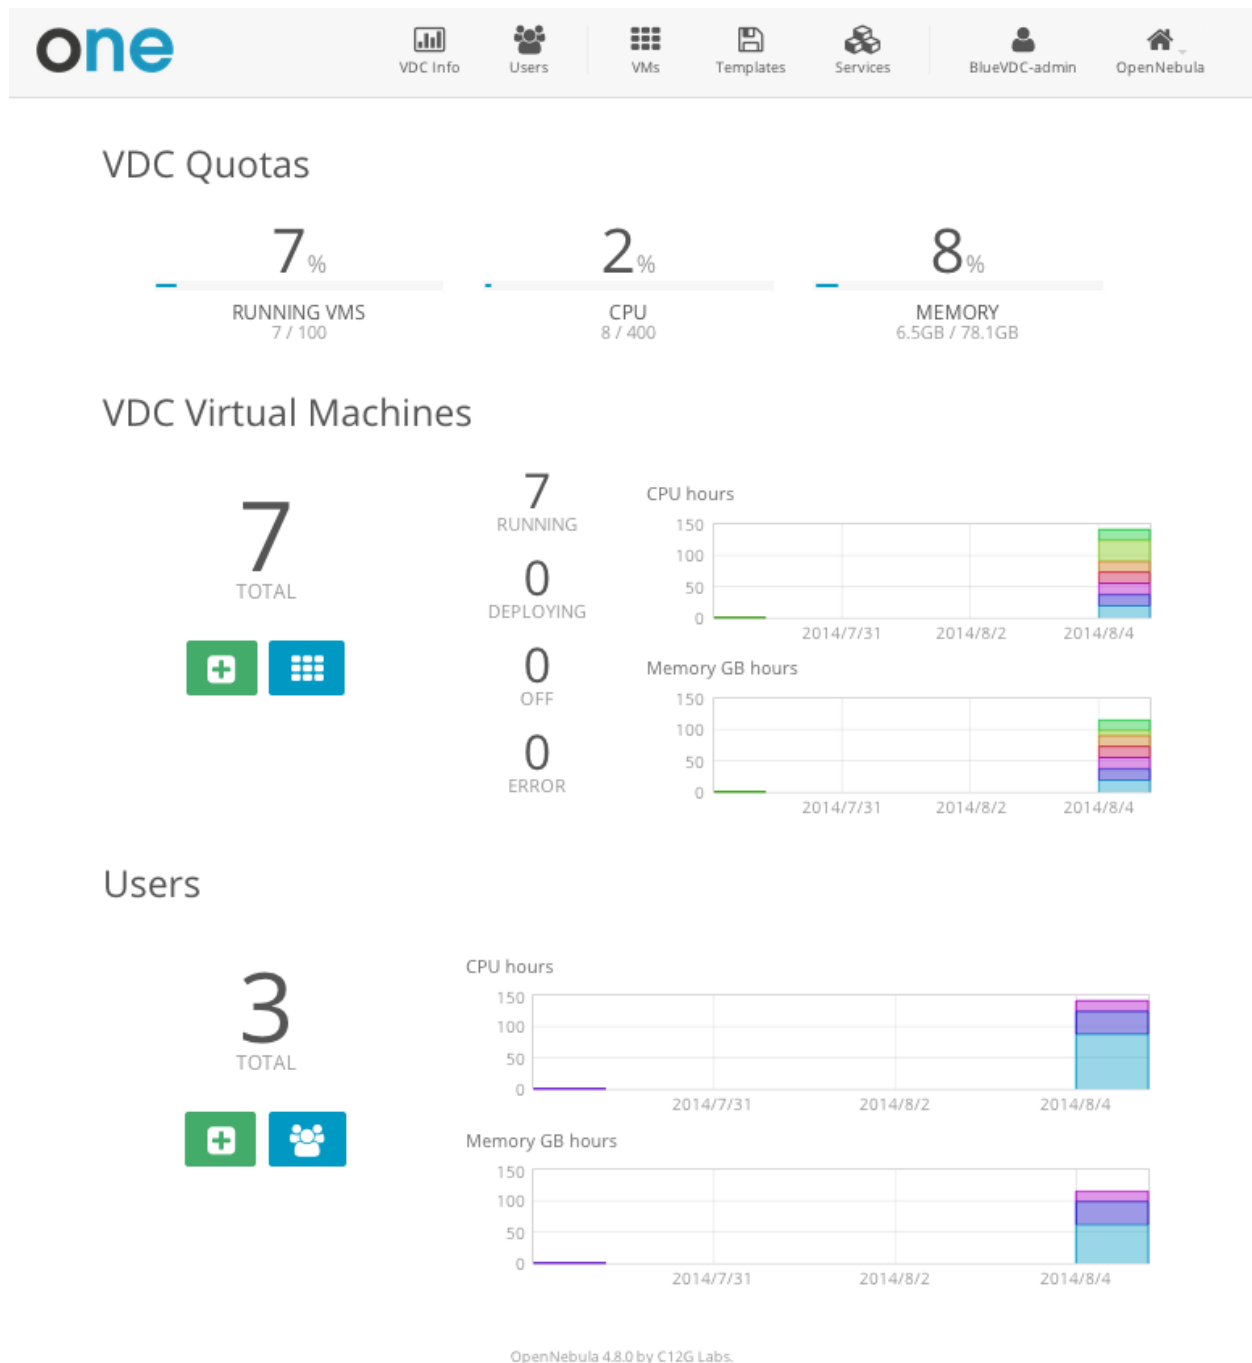 one
VDC Info Users VMs Templates Services BlueVDC-admin OpenNebula
VDC Quotas
7% 2% 8%
RUNNING VMS CPU MEMORY
7 / 100 8 / 400 6.5GB / 78.1GB
VDC Virtual Machines
7
TOTAL
7
RUNNING
0
DEPLOYING
0
OFF
0
ERROR
CPU hours
150
100
50
0
2014/7/31 2014/8/2 2014/8/4
Memory GB hours
150
100
50
0
2014/7/31 2014/8/2 2014/8/4
Users
3
TOTAL
CPU hours
150
100
50
0
2014/7/31 2014/8/2 2014/8/4
Memory GB hours
150
100
50
0
2014/7/31 2014/8/2 2014/8/4
OpenNebula 4.8.0 by C12G Labs.